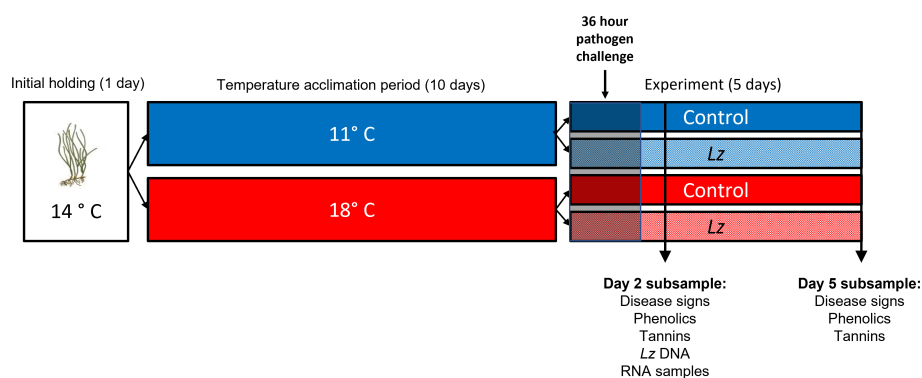 36 hour
pathogen
challenge
Initial holding (1 day)
Temperature acclimation period (10 days)
Experiment (5 days)
14 ° C
11° C
18° C
Control
Lz
Control
Lz
Day 2 subsample:
Disease signs
Phenolics
Tannins
Lz DNA
RNA samples
Day 5 subsample:
Disease signs
Phenolics
Tannins